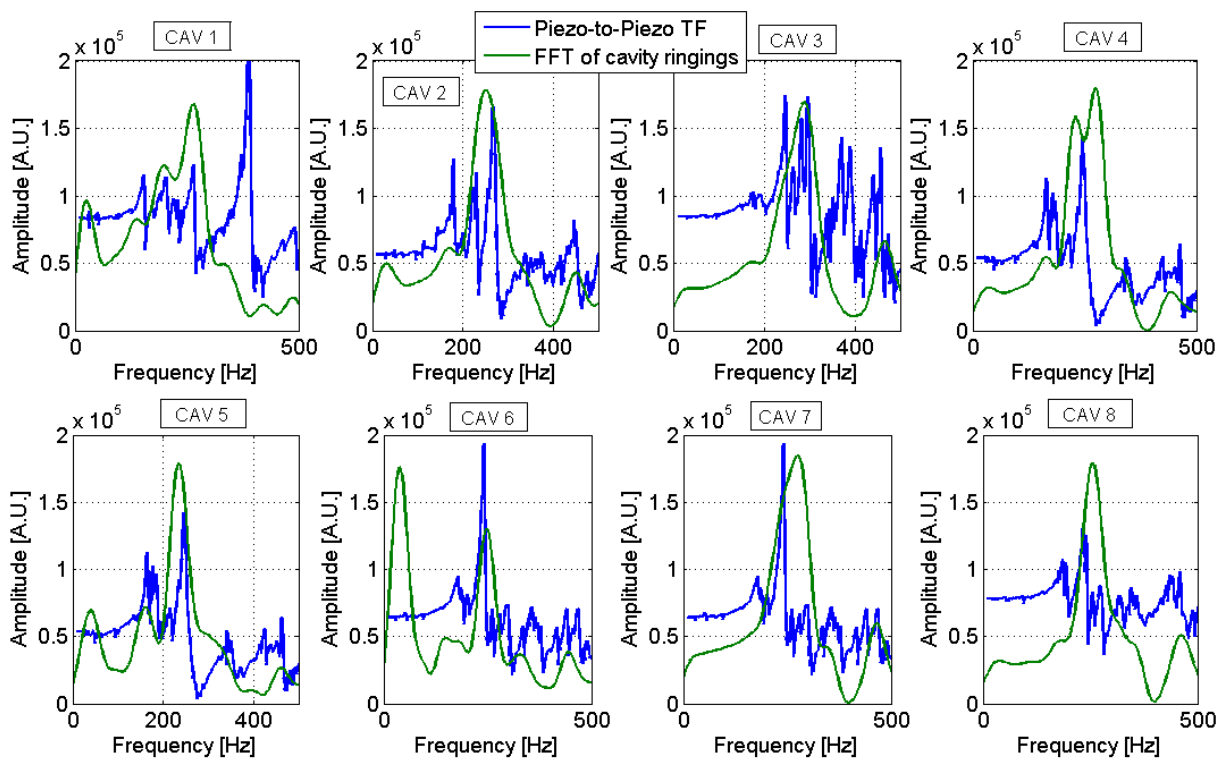 Piezo-to-Piezo TF
FFT of cavity ringings
CAV 1
x 10^5
2
1.5
1
0.5
0
Amplitude [A.U.]
0 500
Frequency [Hz]
CAV 2
x 10^5
2
1.5
1
0.5
0
Amplitude [A.U.]
0 200 400
Frequency [Hz]
CAV 3
x 10^5
2
1.5
1
0.5
0
Amplitude [A.U.]
0 200 400
Frequency [Hz]
CAV 4
x 10^5
2
1.5
1
0.5
0
Amplitude [A.U.]
0 500
Frequency [Hz]
CAV 5
x 10^5
2
1.5
1
0.5
0
Amplitude [A.U.]
0 200 400
Frequency [Hz]
CAV 6
x 10^5
2
1.5
1
0.5
0
Amplitude [A.U.]
0 500
Frequency [Hz]
CAV 7
x 10^5
2
1.5
1
0.5
0
Amplitude [A.U.]
0 500
Frequency [Hz]
CAV 8
x 10^5
2
1.5
1
0.5
0
Amplitude [A.U.]
0 500
Frequency [Hz]